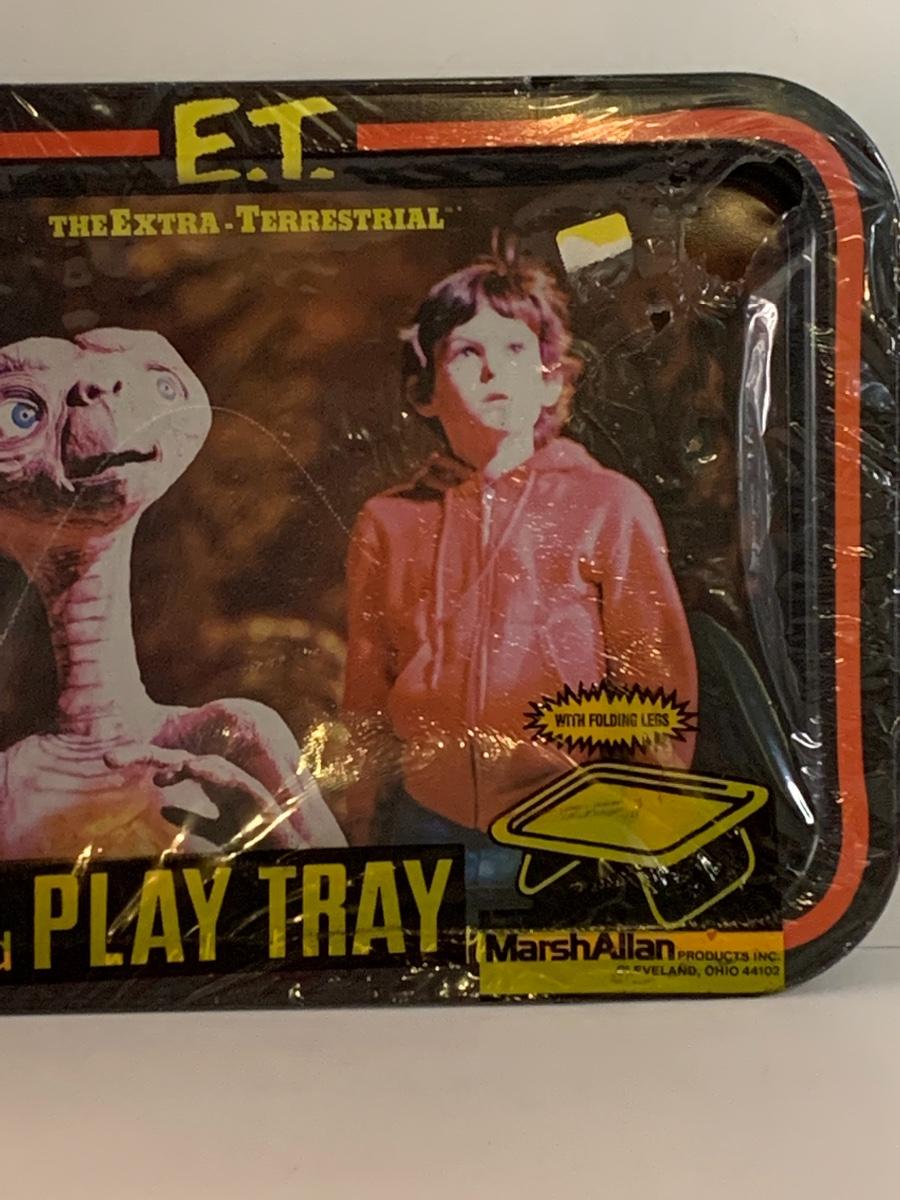 E.T.
THE EXTRA-TERRESTRIAL
WITH FOLDING LEGS
PLAY TRAY
MarshAllan PRODUCTS INC.
CLEVELAND, OHIO 44102